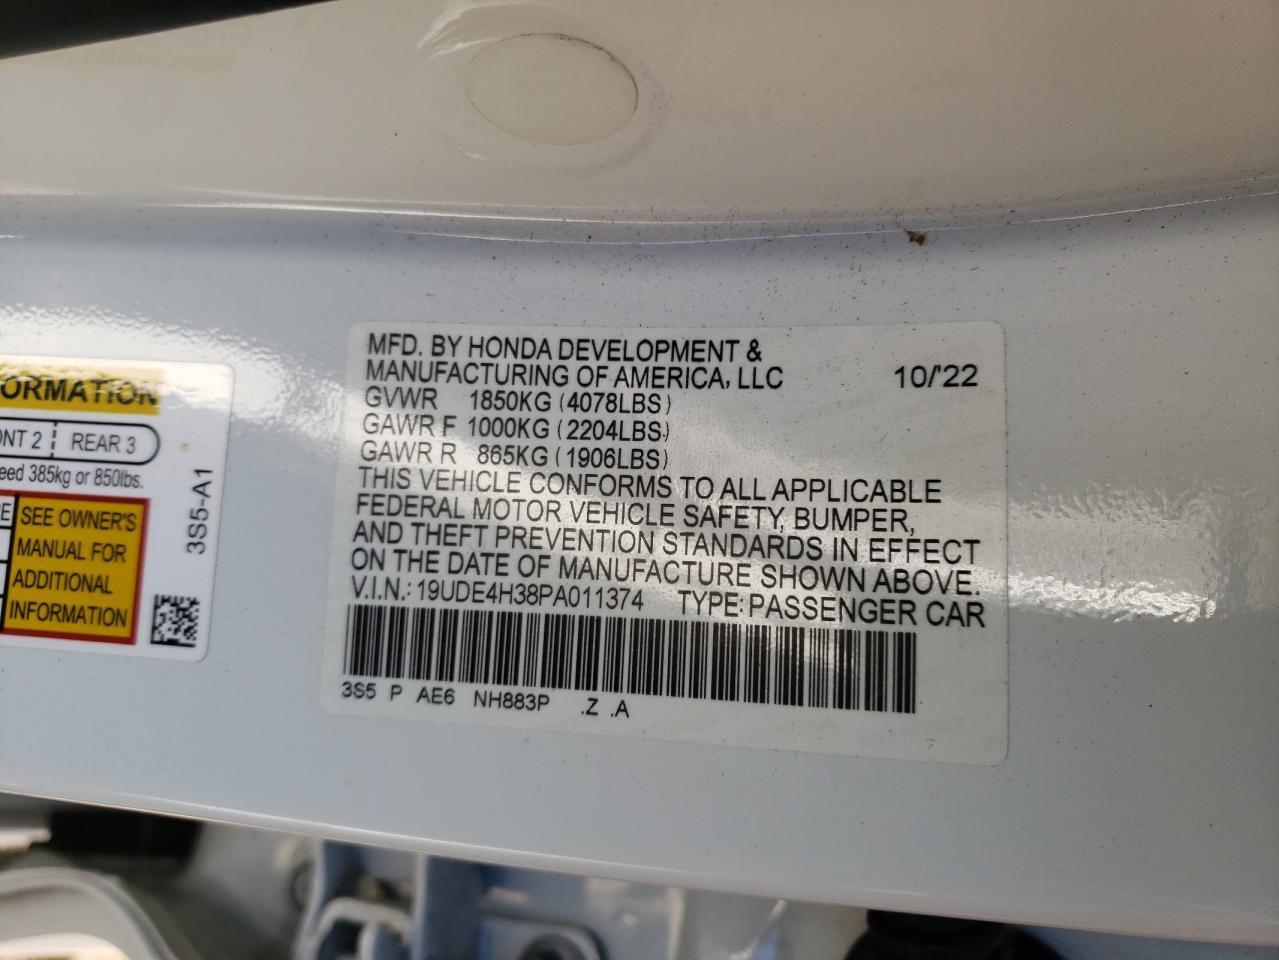 ORMATION
ONT 2 REAR 3
eed 385kg or 850lbs.
RE
SEE OWNER'S
MANUAL FOR
ADDITIONAL
INFORMATION
3S5-A1
MFD. BY HONDA DEVELOPMENT &
MANUFACTURING OF AMERICA, LLC 10/'22
GVWR 1850KG (4078LBS)
GAWR F 1000KG (2204LBS)
GAWR R 865KG (1906LBS)
THIS VEHICLE CONFORMS TO ALL APPLICABLE
FEDERAL MOTOR VEHICLE SAFETY, BUMPER,
AND THEFT PREVENTION STANDARDS IN EFFECT
ON THE DATE OF MANUFACTURE SHOWN ABOVE.
V.I.N.: 19UDE4H38PA011374 TYPE: PASSENGER CAR
3S5 P AE6 NH883P .Z .A